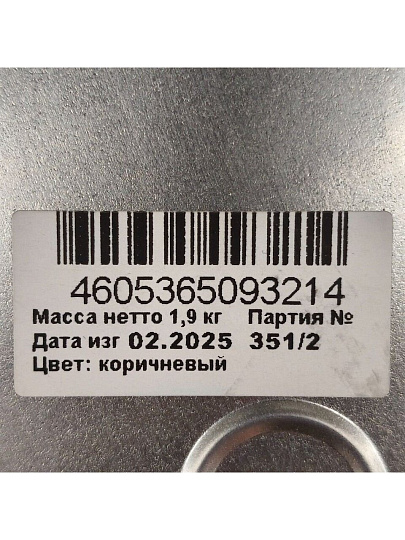 4605365093214
Масса нетто 1,9 кг Партия №
Дата изг 02.2025 351/2
Цвет: коричневый